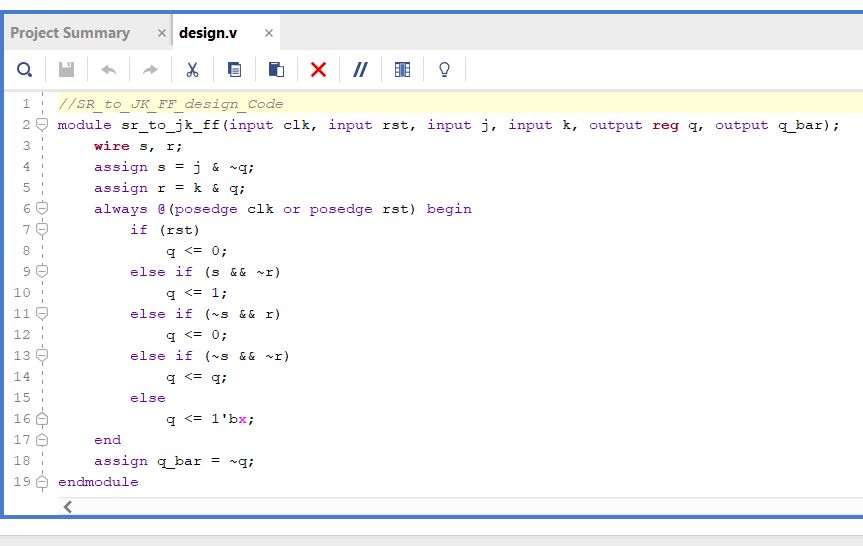 Project Summary × design.v ×
1 //SR_to_JK_FF_design_Code
2 module sr_to_jk_ff(input clk, input rst, input j, input k, output reg q, output q_bar);
3     wire s, r;
4     assign s = j & ~q;
5     assign r = k & q;
6     always @(posedge clk or posedge rst) begin
7         if (rst)
8             q <= 0;
9         else if (s && ~r)
10             q <= 1;
11         else if (~s && r)
12             q <= 0;
13         else if (~s && ~r)
14             q <= q;
15         else
16             q <= 1'bx;
17     end
18     assign q_bar = ~q;
19 endmodule